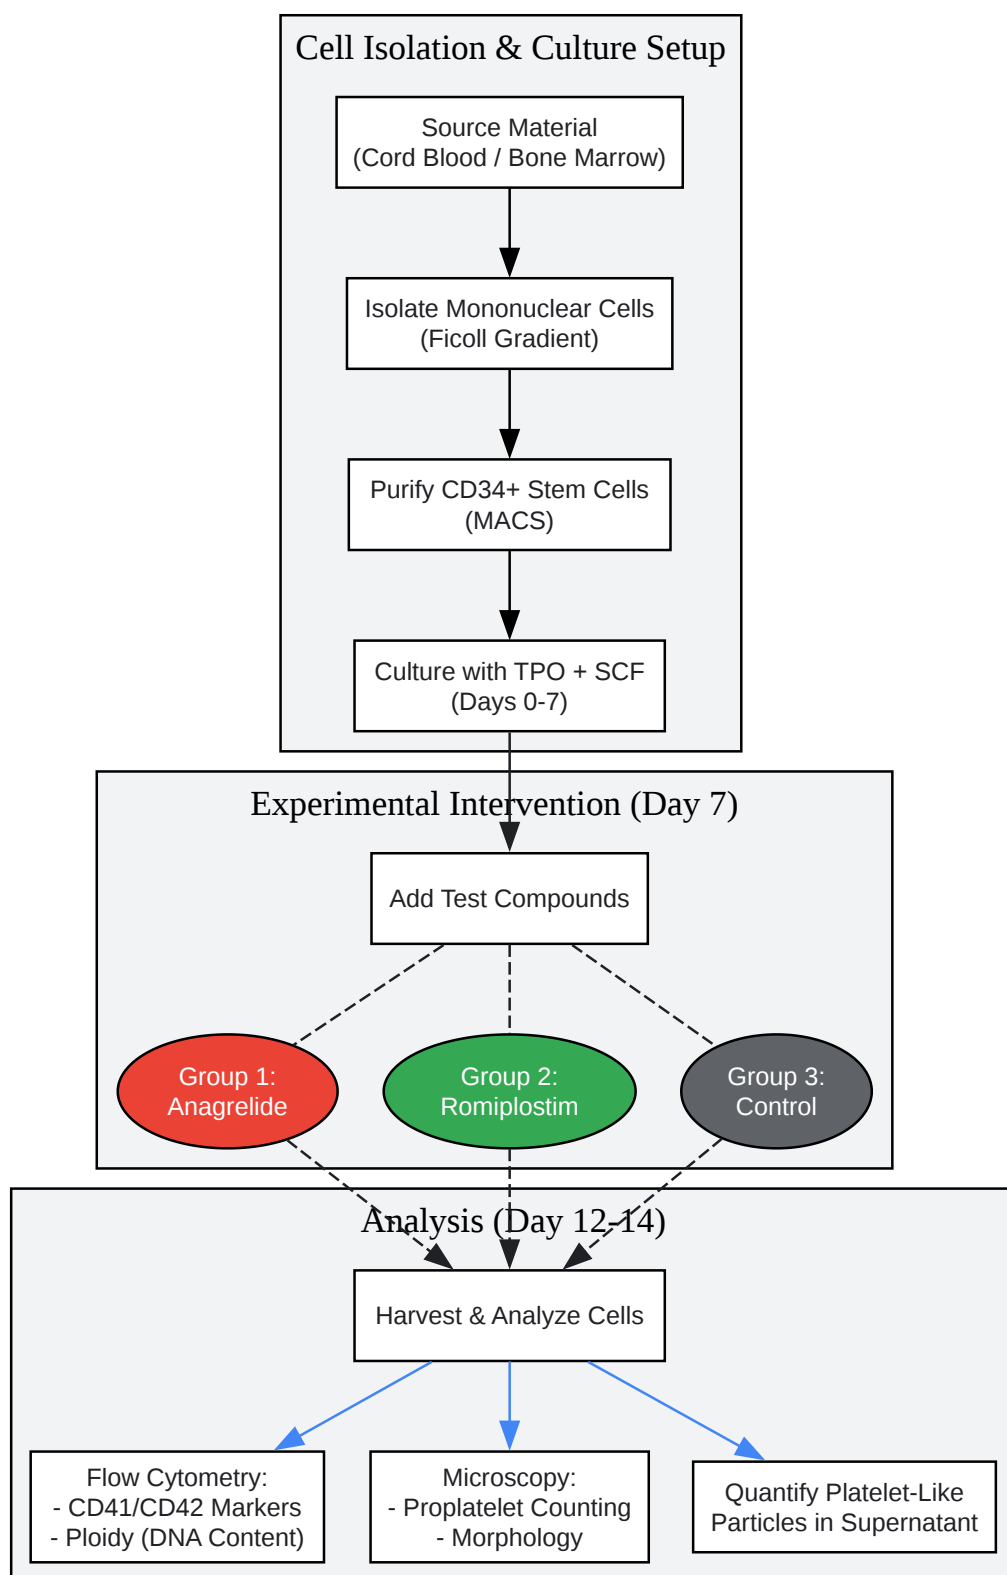 Cell Isolation & Culture Setup
Source Material
(Cord Blood / Bone Marrow)
Isolate Mononuclear Cells
(Ficoll Gradient)
Purify CD34+ Stem Cells
(MACS)
Culture with TPO + SCF
(Days 0-7)
Experimental Intervention (Day 7)
Add Test Compounds
Group 1:
Anagrelide
Group 2:
Romiplostim
Group 3:
Control
Analysis (Day 12-14)
Harvest & Analyze Cells
Flow Cytometry:
- CD41/CD42 Markers
- Ploidy (DNA Content)
Microscopy:
- Proplatelet Counting
- Morphology
Quantify Platelet-Like
Particles in Supernatant